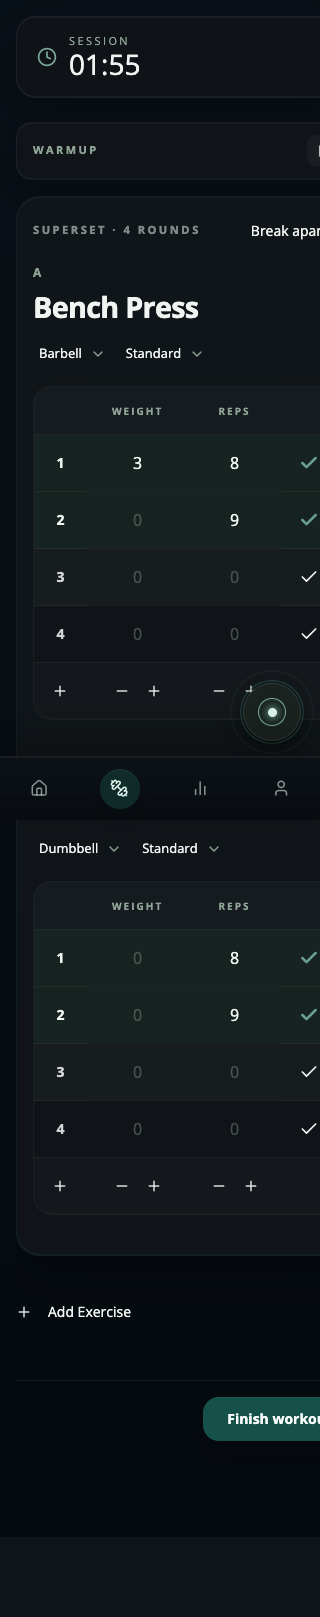 SESSION
01:55
WARMUP
SUPERSET · 4 ROUNDS Break apar
A
Bench Press
Barbell Standard
WEIGHT REPS
1 3 8
2 0 9
3 0 0
4 0 0
Dumbbell Standard
WEIGHT REPS
1 0 8
2 0 9
3 0 0
4 0 0
Add Exercise
Finish workou